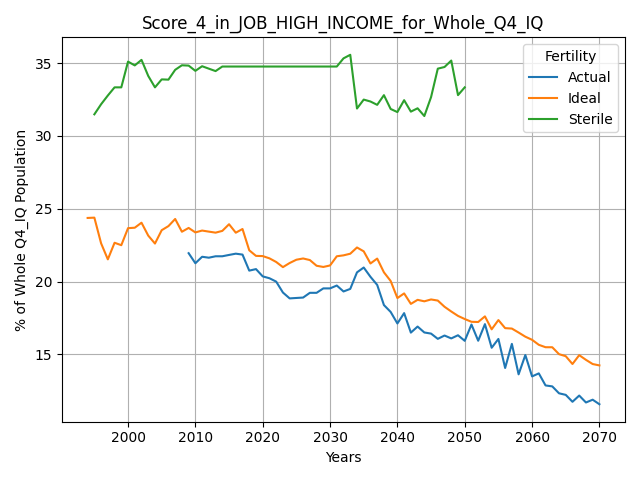 Score_4_in_JOB_HIGH_INCOME_for_Whole_Q4_IQ
% of Whole Q4_IQ Population
35
30
25
20
15
Fertility
Actual
Ideal
Sterile
2000 2010 2020 2030 2040 2050 2060 2070
Years